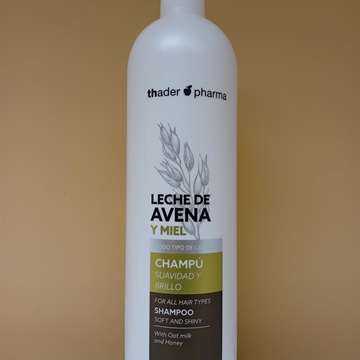 thader pharma
LECHE DE
AVENA
Y MIEL
TODO TIPO DE
CHAMPÚ
SUAVIDAD Y
BRILLO
FOR ALL HAIR TYPES
SHAMPOO
SOFT AND SHINY
With Oat milk
and Honey